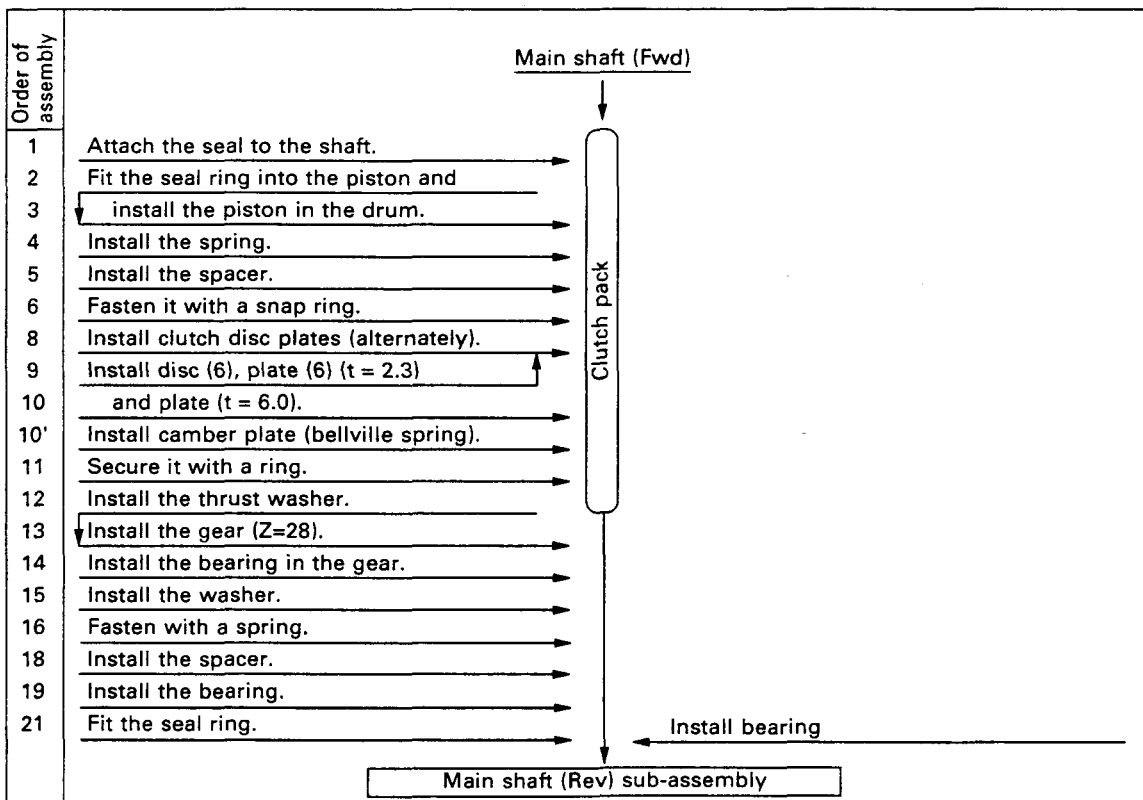 Order of
assembly
Main shaft (Fwd)
1 Attach the seal to the shaft.
2 Fit the seal ring into the piston and
3 install the piston in the drum.
4 Install the spring.
5 Install the spacer.
6 Fasten it with a snap ring.
8 Install clutch disc plates (alternately).
9 Install disc (6), plate (6) (t = 2.3)
10 and plate (t = 6.0).
10' Install camber plate (bellville spring).
11 Secure it with a ring.
12 Install the thrust washer.
13 Install the gear (Z=28).
14 Install the bearing in the gear.
15 Install the washer.
16 Fasten with a spring.
18 Install the spacer.
19 Install the bearing.
21 Fit the seal ring.
Clutch pack
Install bearing
Main shaft (Rev) sub-assembly